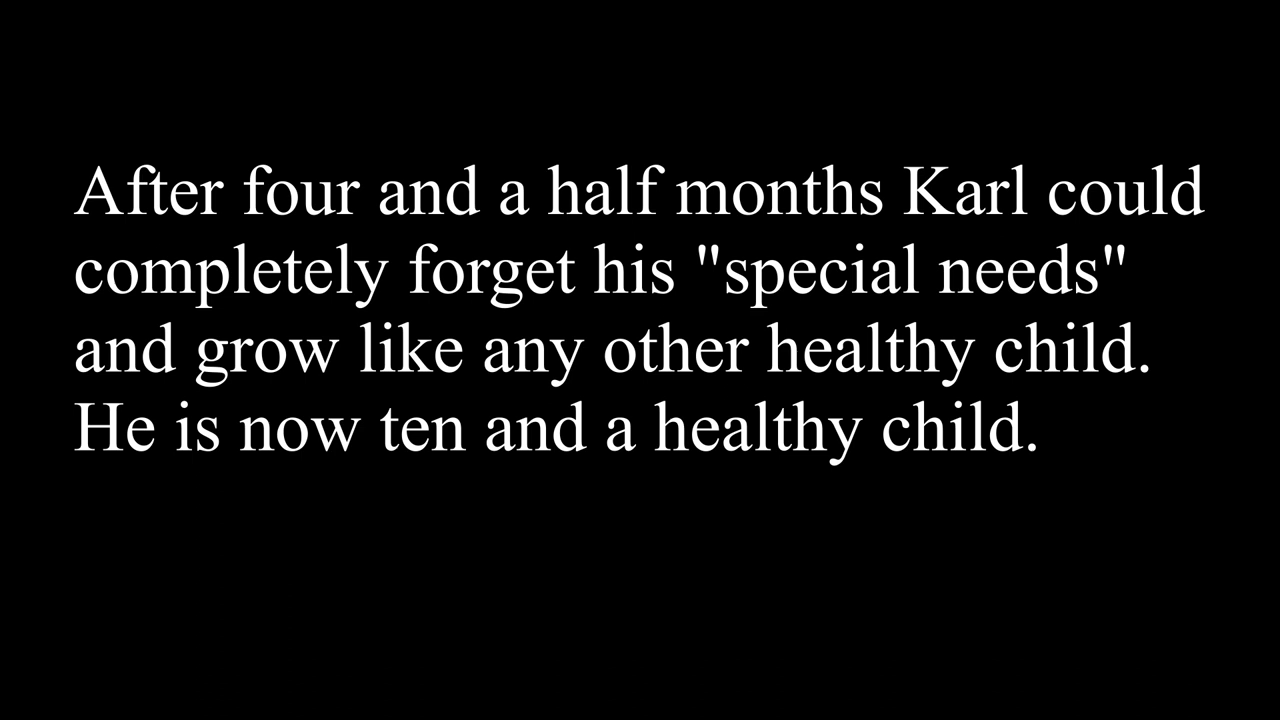 After four and a half months Karl could
completely forget his "special needs"
and grow like any other healthy child.
He is now ten and a healthy child.